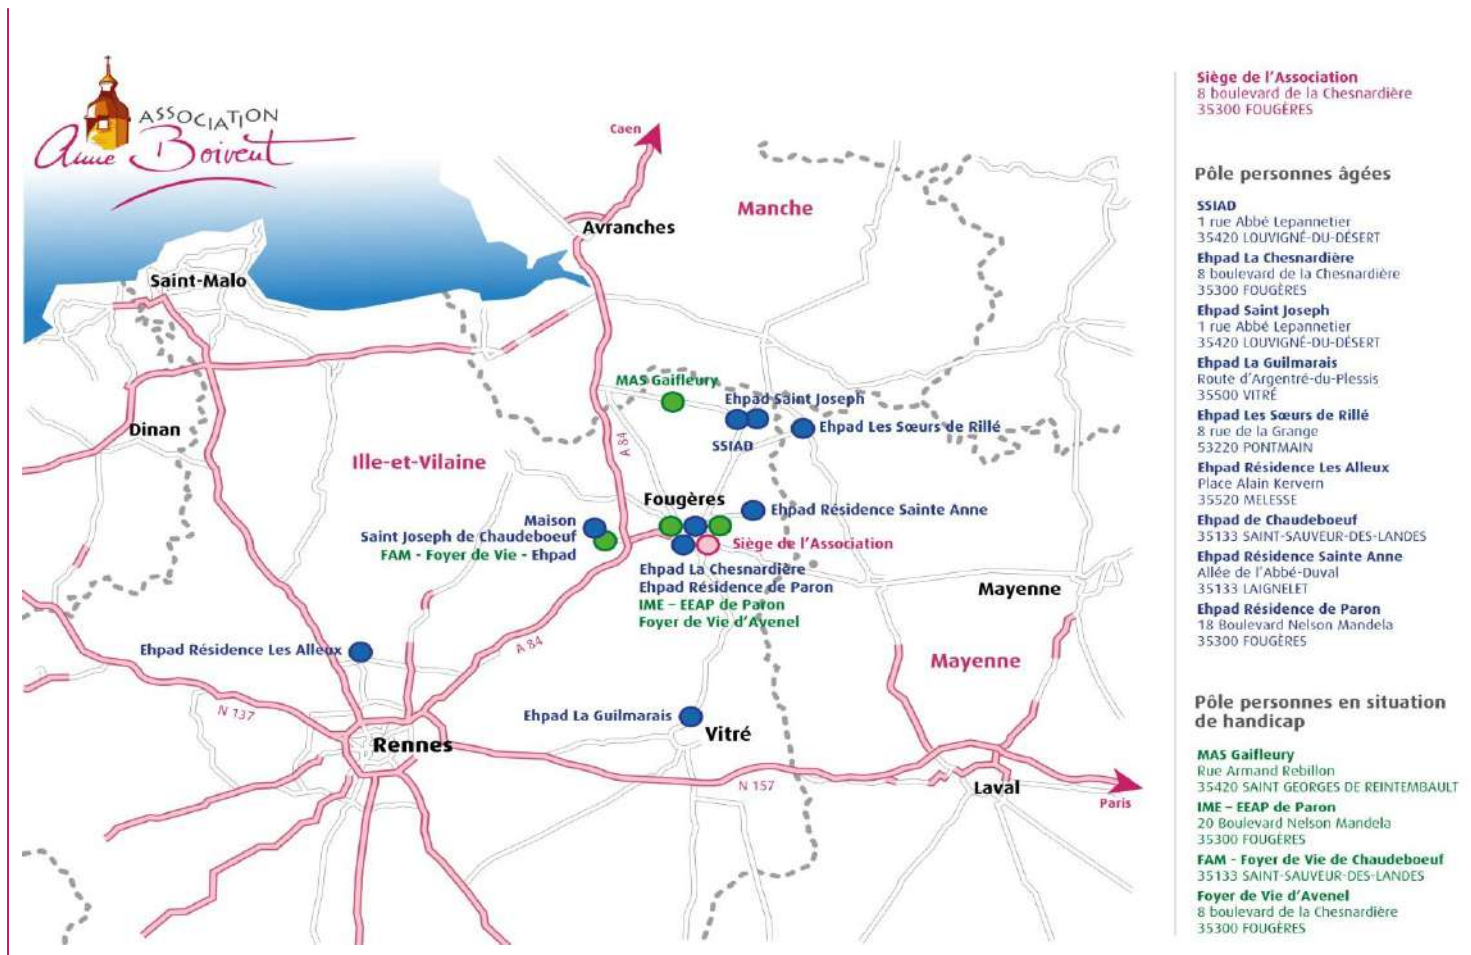 ASSOCIATION
Anne Boivent
Caen
Manche
Avranches
Saint-Malo
MAS Gaifleury
Ehpad Saint Joseph
Ehpad Les Sœurs de Rillé
SSIAD
Dinan
A 84
Ille-et-Vilaine
Fougères
Ehpad Résidence Sainte Anne
Maison
Saint Joseph de Chaudeboeuf
FAM - Foyer de Vie - Ehpad
Siège de l'Association
Ehpad La Chesnardière
Ehpad Résidence de Paron
IME – EEAP de Paron
Foyer de Vie d'Avenel
Mayenne
A 84
Ehpad Résidence Les Alleux
Mayenne
N 137
Ehpad La Guilmarais
Vitré
Rennes
N 157
Laval
Paris
Siège de l'Association
8 boulevard de la Chesnardière
35300 FOUGÈRES
Pôle personnes âgées
SSIAD
1 rue Abbé Lepannetier
35420 LOUVIGNÉ-DU-DÉSERT
Ehpad La Chesnardière
8 boulevard de la Chesnardière
35300 FOUGÈRES
Ehpad Saint Joseph
1 rue Abbé Lepannetier
35420 LOUVIGNÉ-DU-DÉSERT
Ehpad La Guilmarais
Route d'Argentré-du-Plessis
35500 VITRÉ
Ehpad Les Sœurs de Rillé
8 rue de la Grange
53220 PONTMAIN
Ehpad Résidence Les Alleux
Place Alain Kervern
35520 MELESSE
Ehpad de Chaudeboeuf
35133 SAINT-SAUVEUR-DES-LANDES
Ehpad Résidence Sainte Anne
Allée de l'Abbé-Duval
35133 LAIGNELET
Ehpad Résidence de Paron
18 Boulevard Nelson Mandela
35300 FOUGÈRES
Pôle personnes en situation
de handicap
MAS Gaifleury
Rue Armand Rebillon
35420 SAINT GEORGES DE REINTEMBAULT
IME – EEAP de Paron
20 Boulevard Nelson Mandela
35300 FOUGÈRES
FAM - Foyer de Vie de Chaudeboeuf
35133 SAINT-SAUVEUR-DES-LANDES
Foyer de Vie d'Avenel
8 boulevard de la Chesnardière
35300 FOUGÈRES